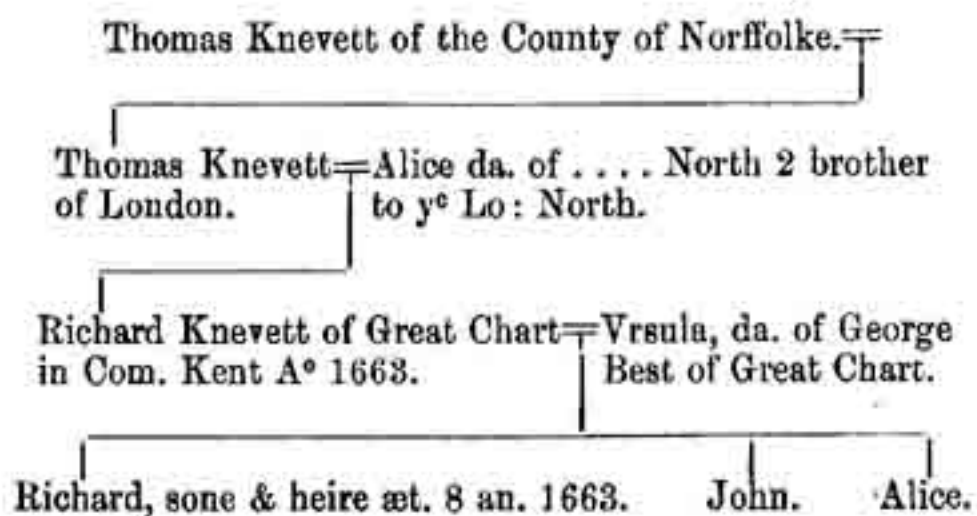 Thomas Knevett of the County of Norffolke.
Thomas Knevett=Alice da. of . . . . North 2 brother
of London. to yᵉ Lo: North.
Richard Knevett of Great Chart=Vrsula, da. of George
in Com. Kent Aº 1663. Best of Great Chart.
Richard, sone & heire æt. 8 an. 1663. John. Alice.